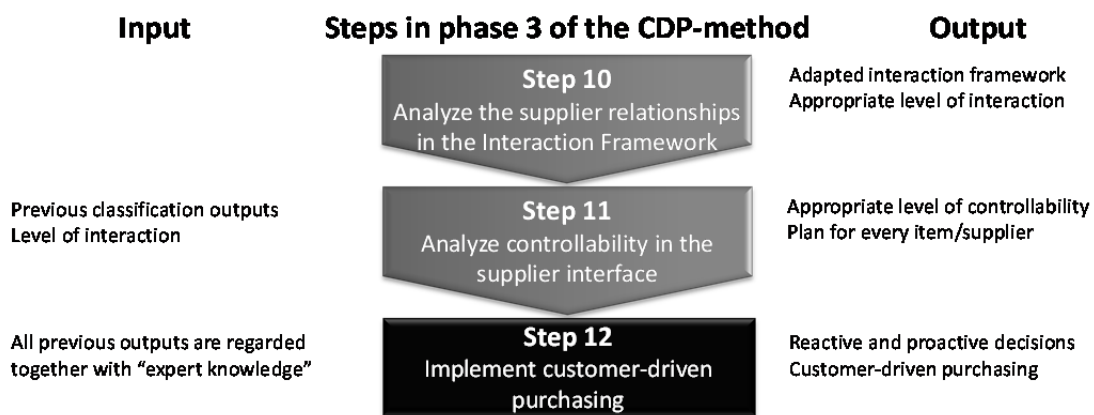 Input
Steps in phase 3 of the CDP-method
Output
Step 10
Analyze the supplier relationships
in the Interaction Framework
Adapted interaction framework
Appropriate level of interaction
Previous classification outputs
Level of interaction
Step 11
Analyze controllability in the
supplier interface
Appropriate level of controllability
Plan for every item/supplier
All previous outputs are regarded
together with “expert knowledge”
Step 12
Implement customer-driven
purchasing
Reactive and proactive decisions
Customer-driven purchasing